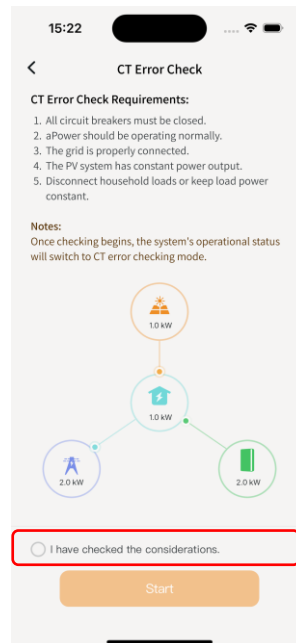 15:22
CT Error Check
CT Error Check Requirements:
1. All circuit breakers must be closed.
2. aPower should be operating normally.
3. The grid is properly connected.
4. The PV system has constant power output.
5. Disconnect household loads or keep load power
constant.
Notes:
Once checking begins, the system's operational status
will switch to CT error checking mode.
1.0 kW
1.0 kW
2.0 kW
2.0 kW
I have checked the considerations.
Start